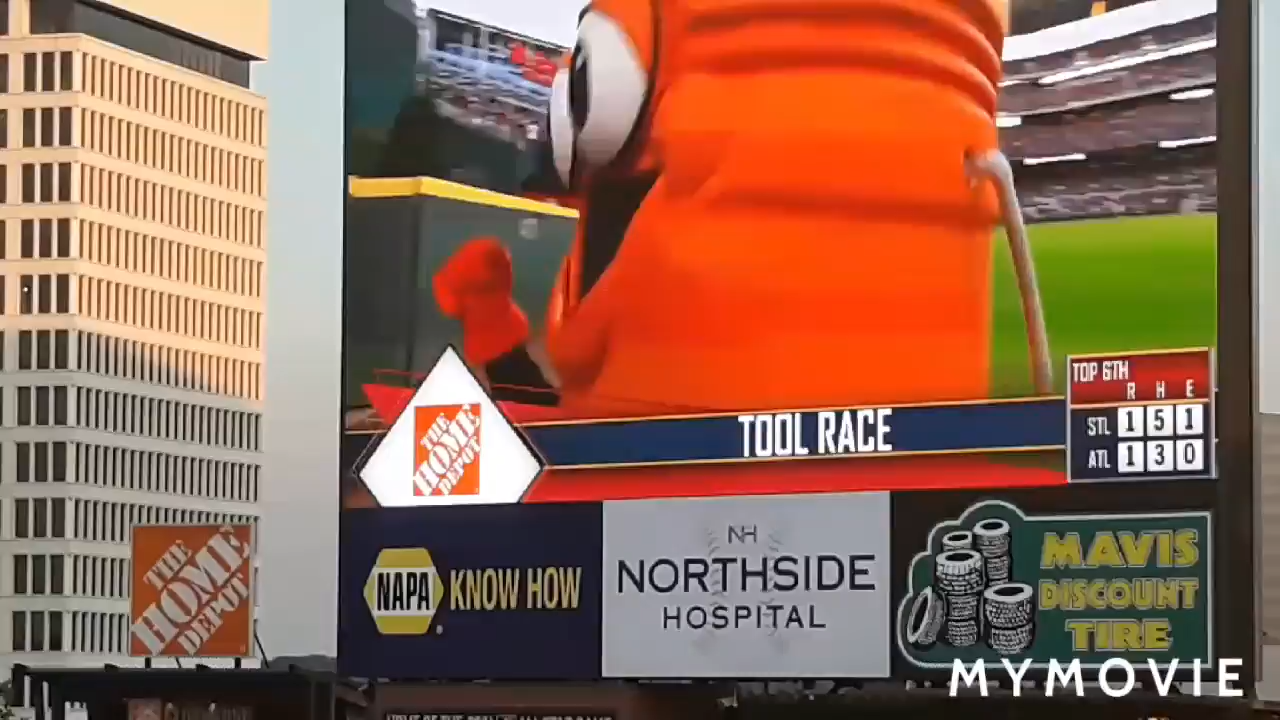 TOOL RACE
TOP 6TH
R H E
STL 1 5 1
ATL 1 3 0
THE
HOME
DEPOT
NAPA KNOW HOW
NH
NORTHSIDE
HOSPITAL
MAVIS
DISCOUNT
TIRE
THE
HOME
DEPOT
MYMOVIE